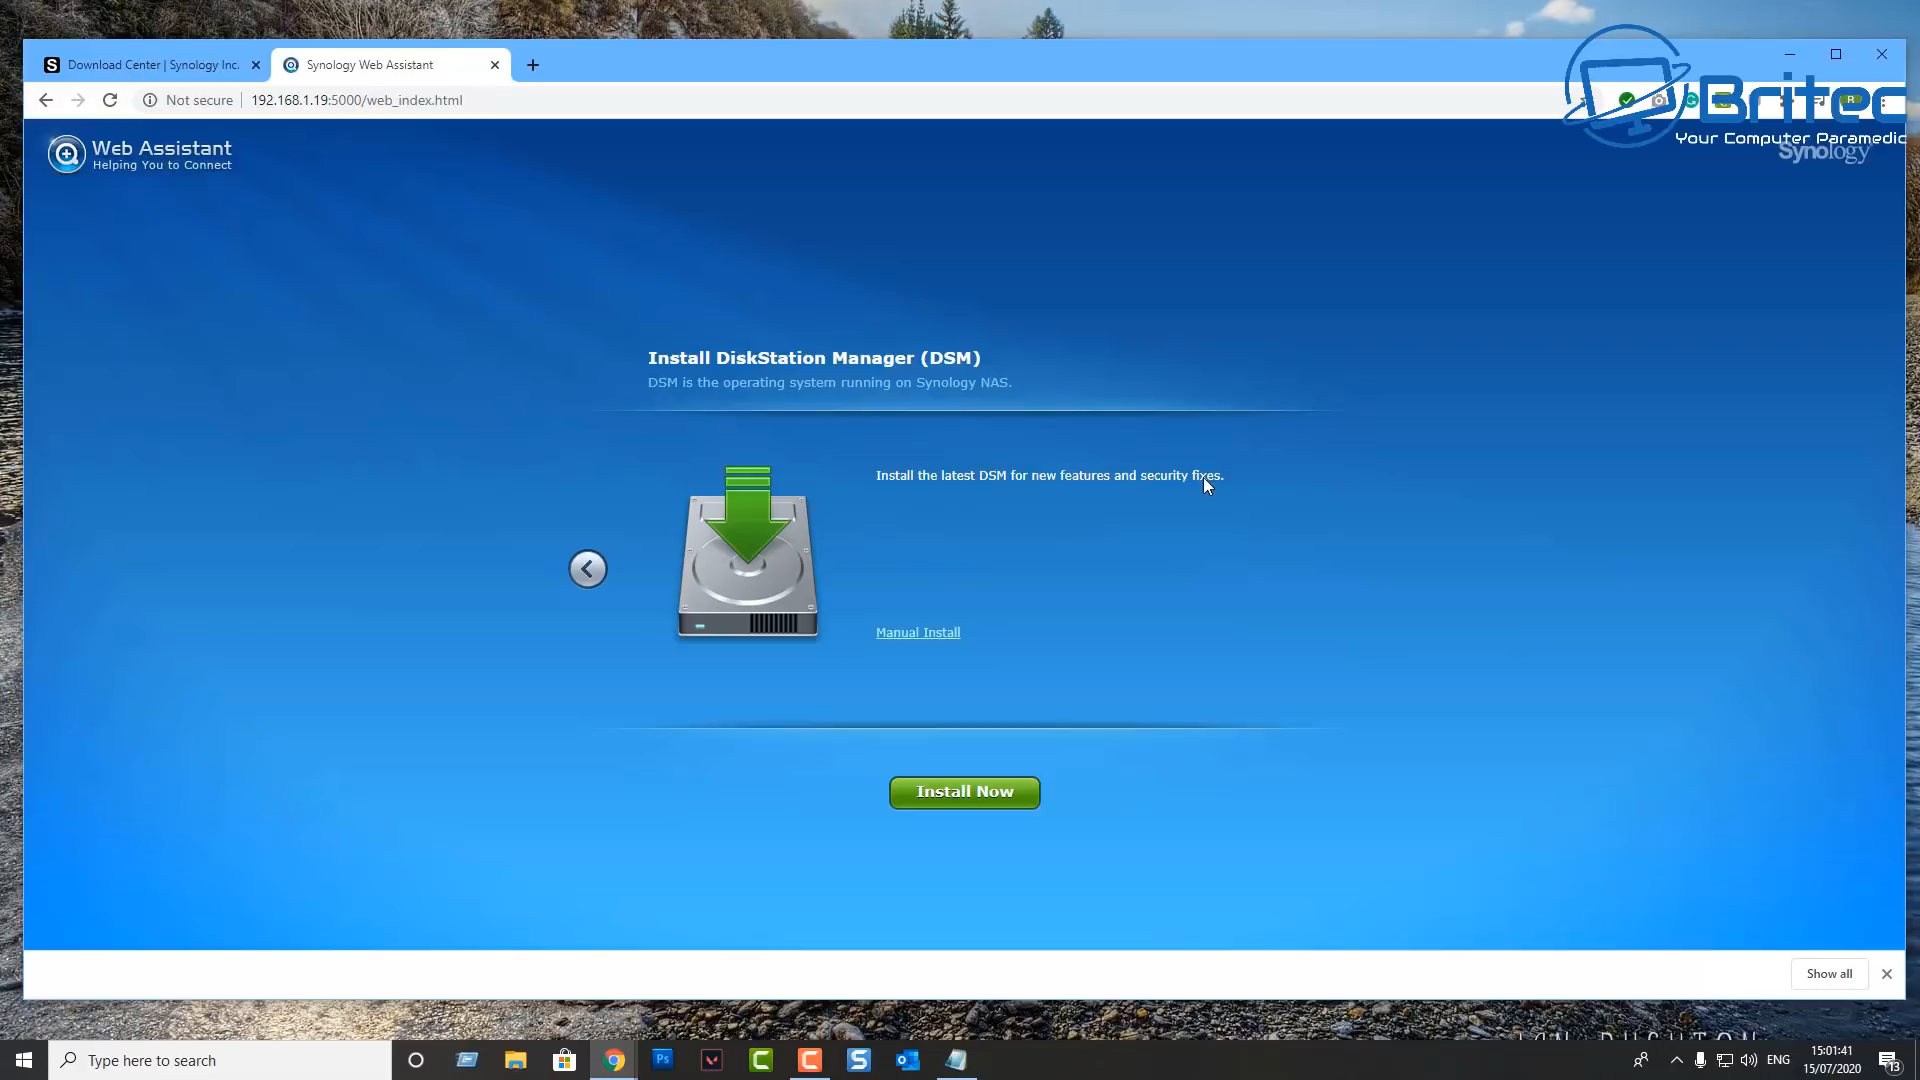 Download Center | Synology Inc.
Synology Web Assistant
Not secure
192.168.1.19:5000/web_index.html
Britec
Your Computer Paramedic
Synology
Web Assistant
Helping You to Connect
Install DiskStation Manager (DSM)
DSM is the operating system running on Synology NAS.
Install the latest DSM for new features and security fixes.
Manual Install
Install Now
Show all
Type here to search
Ps
ENG
15:01:41
15/07/2020
13